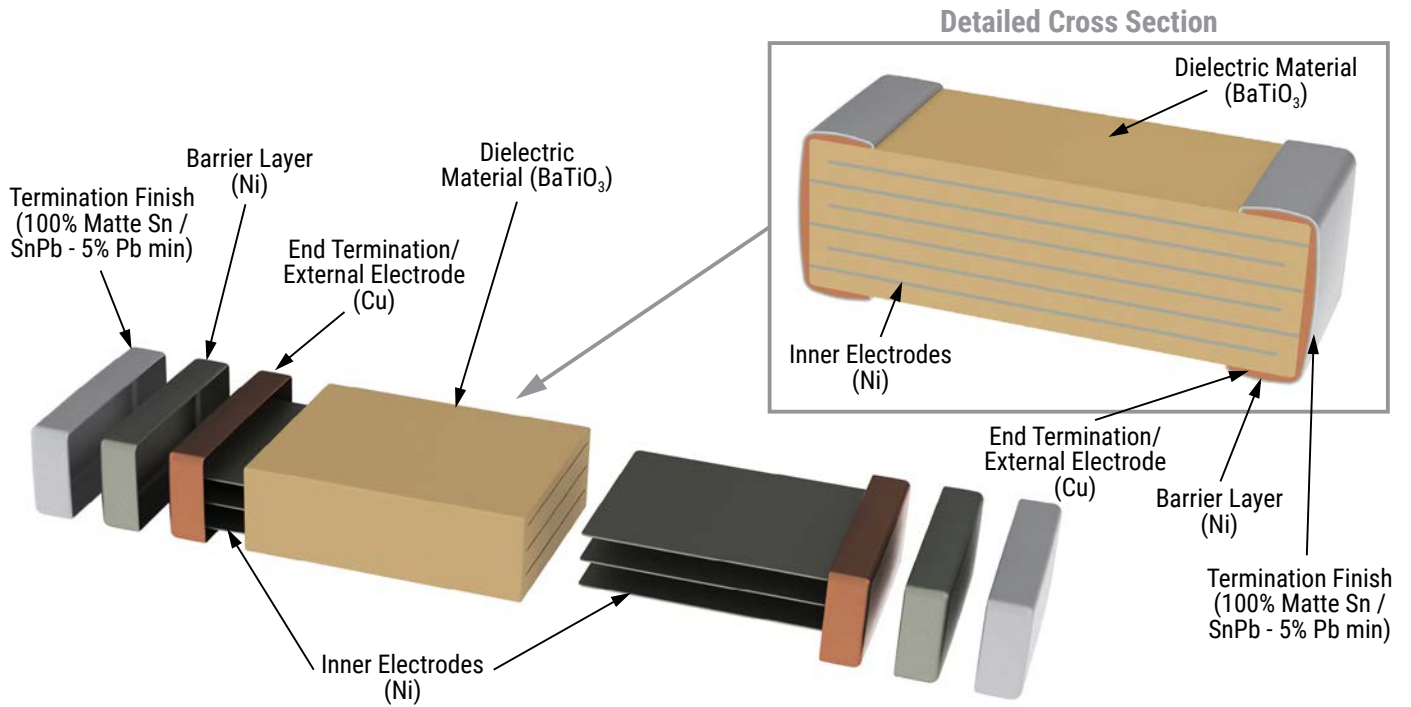 Detailed Cross Section
Dielectric Material
(BaTiO₃)
Inner Electrodes
(Ni)
End Termination/
External Electrode
(Cu)
Barrier Layer
(Ni)
Termination Finish
(100% Matte Sn /
SnPb - 5% Pb min)
Termination Finish
(100% Matte Sn /
SnPb - 5% Pb min)
Barrier Layer
(Ni)
End Termination/
External Electrode
(Cu)
Dielectric
Material (BaTiO₃)
Inner Electrodes
(Ni)